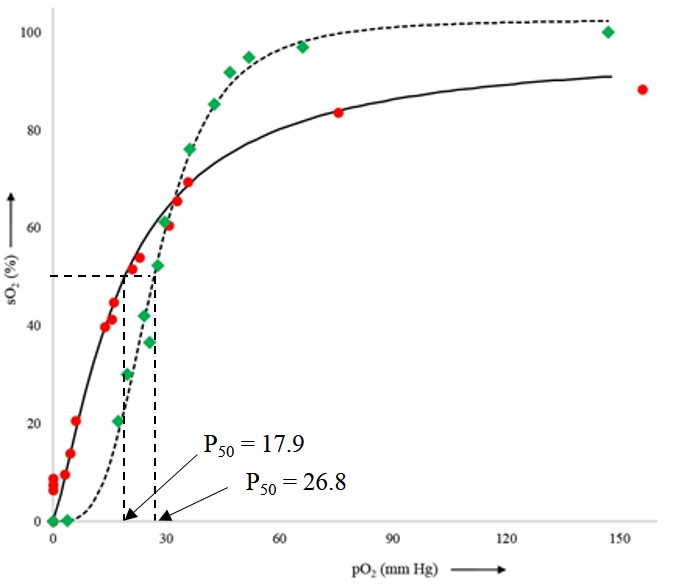 100
80
60
40
20
0
sO₂ (%)
P₅₀ = 17.9
P₅₀ = 26.8
0 30 60 90 120 150
pO₂ (mm Hg)